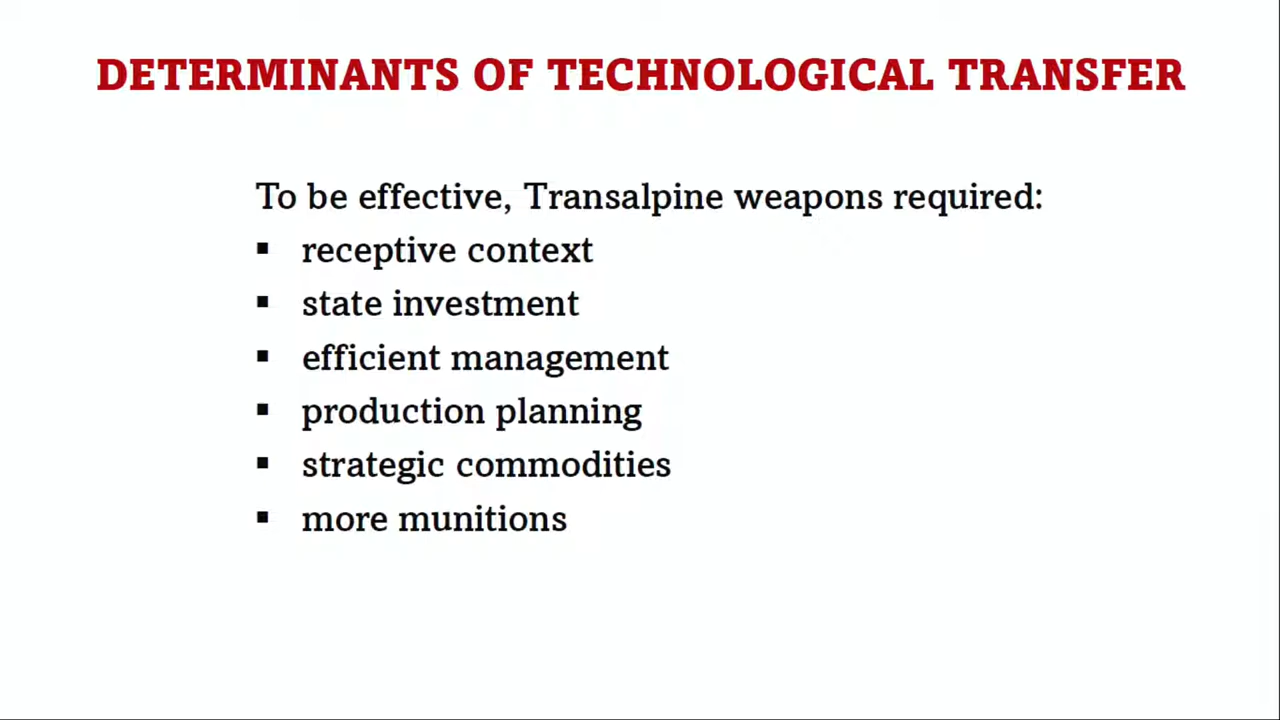 DETERMINANTS OF TECHNOLOGICAL TRANSFER
To be effective, Transalpine weapons required:
▪ receptive context
▪ state investment
▪ efficient management
▪ production planning
▪ strategic commodities
▪ more munitions